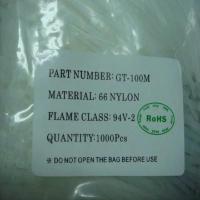 PART NUMBER: GT-100M
MATERIAL: 66 NYLON
FLAME CLASS: 94V-2
RoHS
QUANTITY:1000Pcs
※ DO NOT OPEN THE BAG BEFORE USE